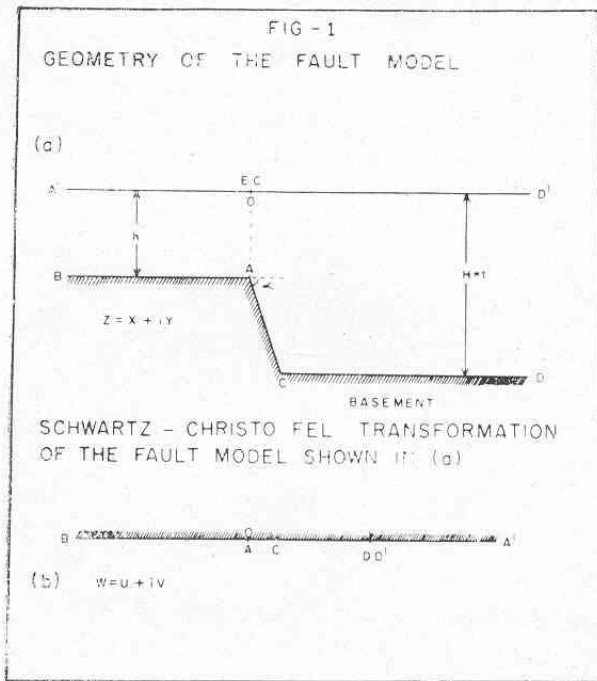 FIG - 1
GEOMETRY OF THE FAULT MODEL
(a)
A' E.C D'
O
h
H=1
B A
α
Z = X + iY
C D
BASEMENT
SCHWARTZ - CHRISTO FEL TRANSFORMATION
OF THE FAULT MODEL SHOWN IN (a)
O
B A C D D' A'
(b) W = U + iV